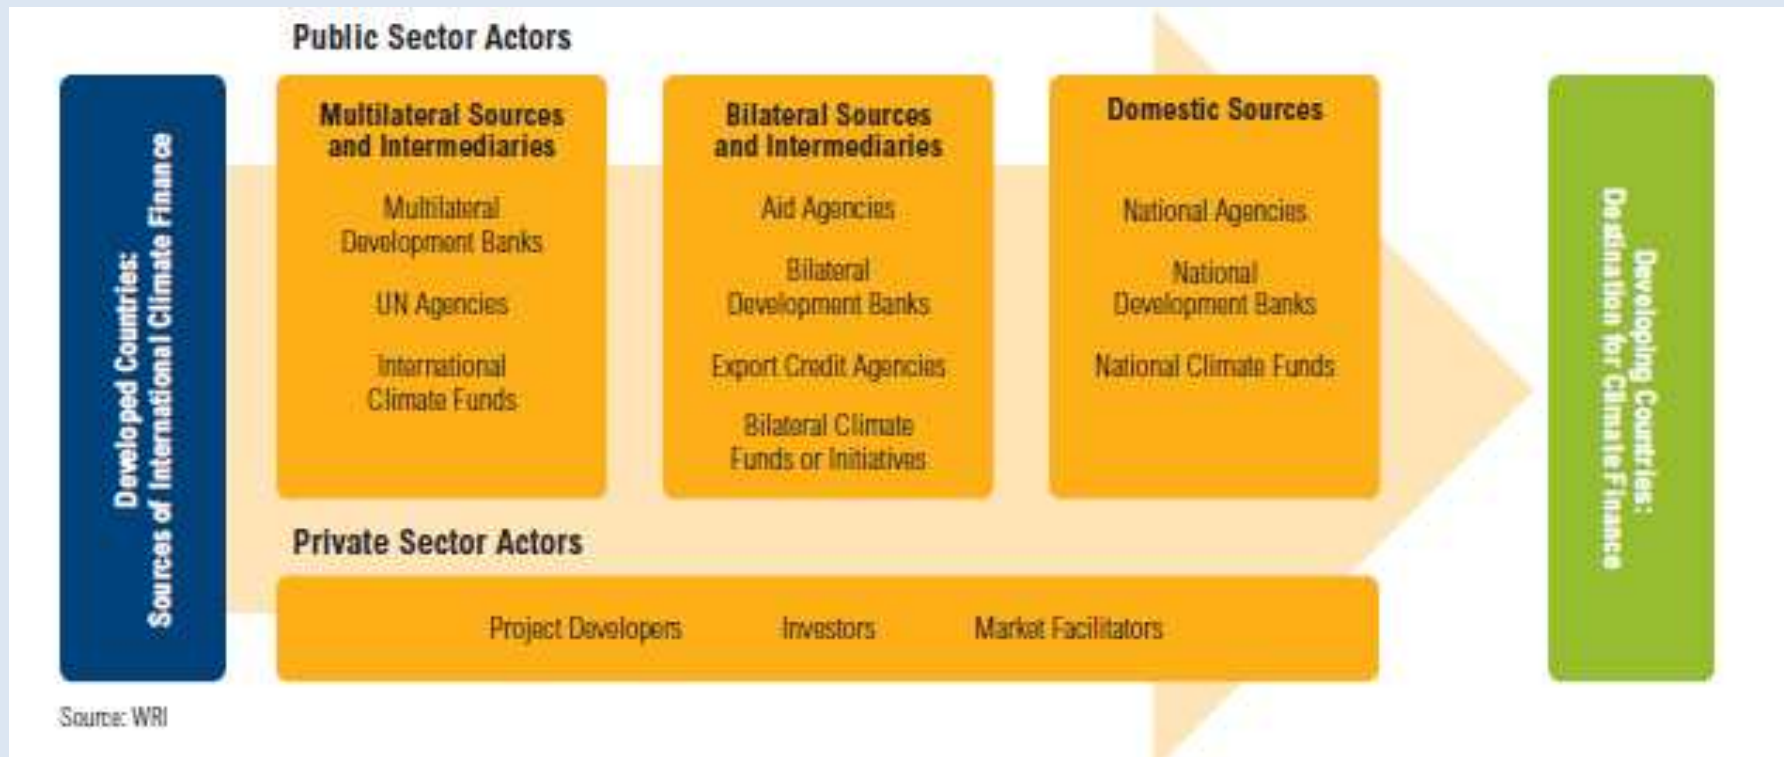 Public Sector Actors
Developed Countries:
Sources of International Climate Finance
Multilateral Sources
and Intermediaries
Multilateral
Development Banks
UN Agencies
International
Climate Funds
Bilateral Sources
and Intermediaries
Aid Agencies
Bilateral
Development Banks
Export Credit Agencies
Bilateral Climate
Funds or Initiatives
Domestic Sources
National Agencies
National
Development Banks
National Climate Funds
Private Sector Actors
Project Developers Investors Market Facilitators
Developing Countries:
Destination for Climate Finance
Source: WRI